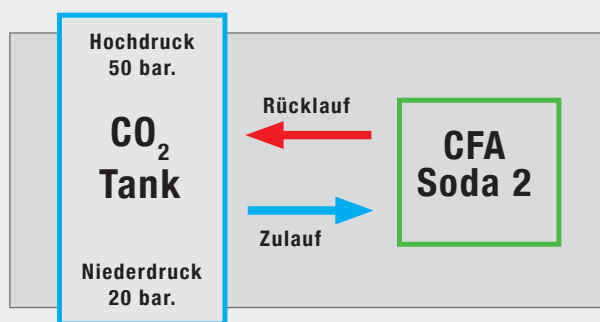 Hochdruck
50 bar.
CO₂
Tank
Niederdruck
20 bar.
Rücklauf
Zulauf
CFA
Soda 2